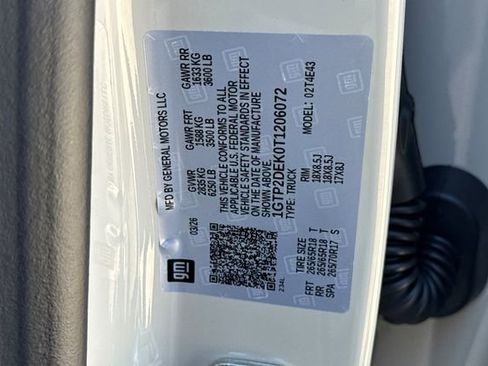 MFD BY GENERAL MOTORS LLC
03/26
GVWR
2835 KG
6250 LB
GAWR FRT
1588 KG
3500 LB
GAWR RR
1633 KG
3600 LB
THIS VEHICLE CONFORMS TO ALL
APPLICABLE U.S. FEDERAL MOTOR
VEHICLE SAFETY STANDARDS IN EFFECT
ON THE DATE OF MANUFACTURE
SHOWN ABOVE.
1GTP2DEK0T1206072
TYPE: TRUCK
02T4E43
TIRE SIZE
RIM
FRT 265/65R18 T 18X8.5J
RR 265/65R18 T 18X8.5J
SPA 265/70R17 S 17X8J
gm